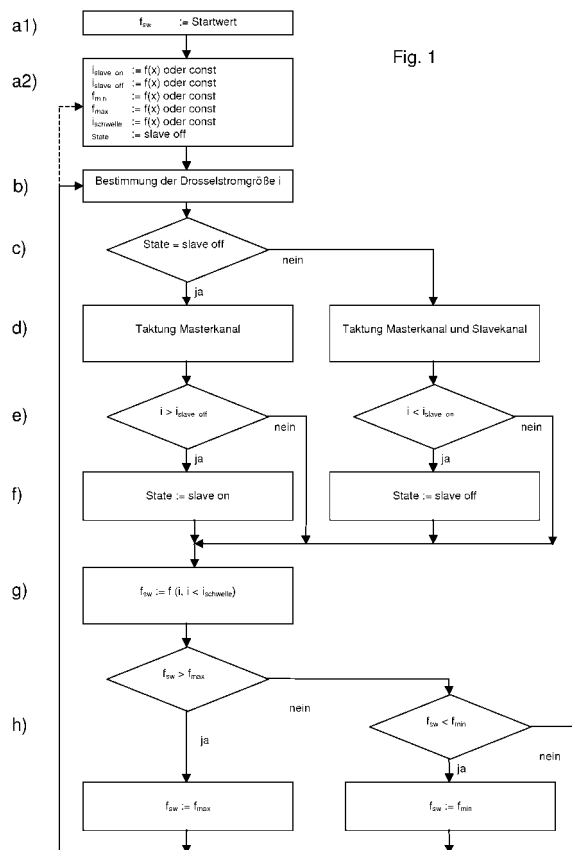 a1)
f_sw := Startwert
Fig. 1
a2)
i_slave on := f(x) oder const
i_slave off := f(x) oder const
f_min := f(x) oder const
f_max := f(x) oder const
i_schwelle := f(x) oder const
State := slave off
b)
Bestimmung der Drosselstromgröße i
c)
State = slave off
nein
ja
d)
Taktung Masterkanal
Taktung Masterkanal und Slavekanal
e)
i > i_slave off
nein
ja
i < i_slave on
nein
ja
f)
State := slave on
State := slave off
g)
f_sw := f (i, i < i_schwelle)
h)
f_sw > f_max
nein
ja
f_sw < f_min
nein
ja
f_sw := f_max
f_sw := f_min